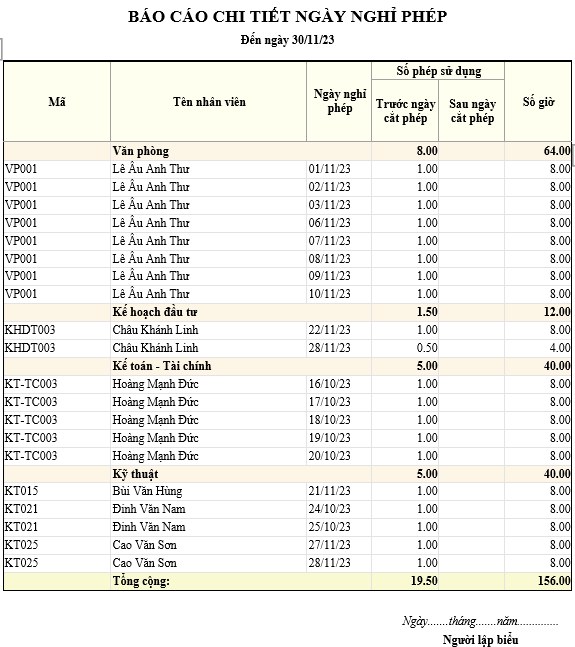 BÁO CÁO CHI TIẾT NGÀY NGHỈ PHÉP
Đến ngày 30/11/23
Mã Tên nhân viên Ngày nghỉ phép Số phép sử dụng Số giờ
Trước ngày cắt phép Sau ngày cắt phép
Văn phòng 8.00 64.00
VP001 Lê Âu Anh Thư 01/11/23 1.00 8.00
VP001 Lê Âu Anh Thư 02/11/23 1.00 8.00
VP001 Lê Âu Anh Thư 03/11/23 1.00 8.00
VP001 Lê Âu Anh Thư 06/11/23 1.00 8.00
VP001 Lê Âu Anh Thư 07/11/23 1.00 8.00
VP001 Lê Âu Anh Thư 08/11/23 1.00 8.00
VP001 Lê Âu Anh Thư 09/11/23 1.00 8.00
VP001 Lê Âu Anh Thư 10/11/23 1.00 8.00
Kế hoạch đầu tư 1.50 12.00
KHDT003 Châu Khánh Linh 22/11/23 1.00 8.00
KHDT003 Châu Khánh Linh 28/11/23 0.50 4.00
Kế toán - Tài chính 5.00 40.00
KT-TC003 Hoàng Mạnh Đức 16/10/23 1.00 8.00
KT-TC003 Hoàng Mạnh Đức 17/10/23 1.00 8.00
KT-TC003 Hoàng Mạnh Đức 18/10/23 1.00 8.00
KT-TC003 Hoàng Mạnh Đức 19/10/23 1.00 8.00
KT-TC003 Hoàng Mạnh Đức 20/10/23 1.00 8.00
Kỹ thuật 5.00 40.00
KT015 Bùi Văn Hùng 21/11/23 1.00 8.00
KT021 Đinh Văn Nam 24/10/23 1.00 8.00
KT021 Đinh Văn Nam 25/10/23 1.00 8.00
KT025 Cao Văn Sơn 27/11/23 1.00 8.00
KT025 Cao Văn Sơn 28/11/23 1.00 8.00
Tổng cộng: 19.50 156.00
Ngày.......tháng.......năm..............
Người lập biểu